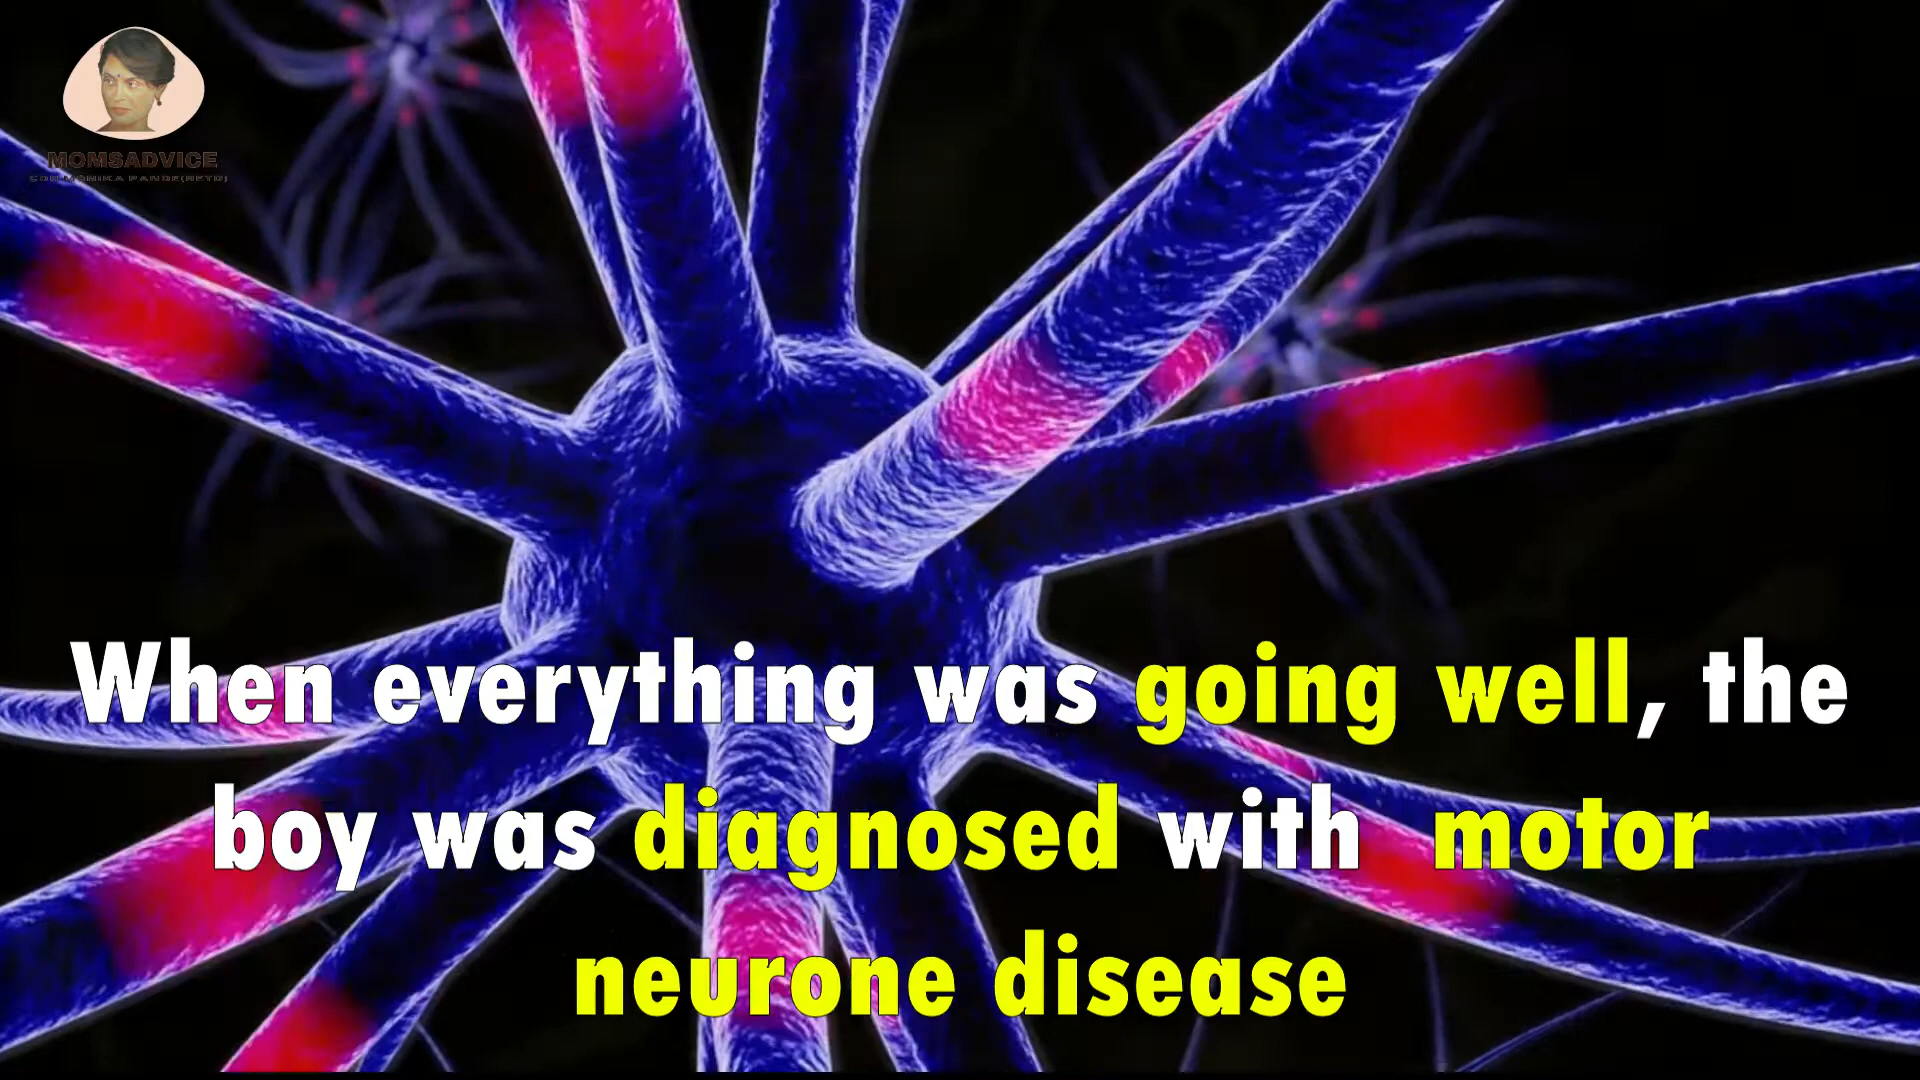 MOMSADVICE
When everything was going well, the
boy was diagnosed with motor
neurone disease